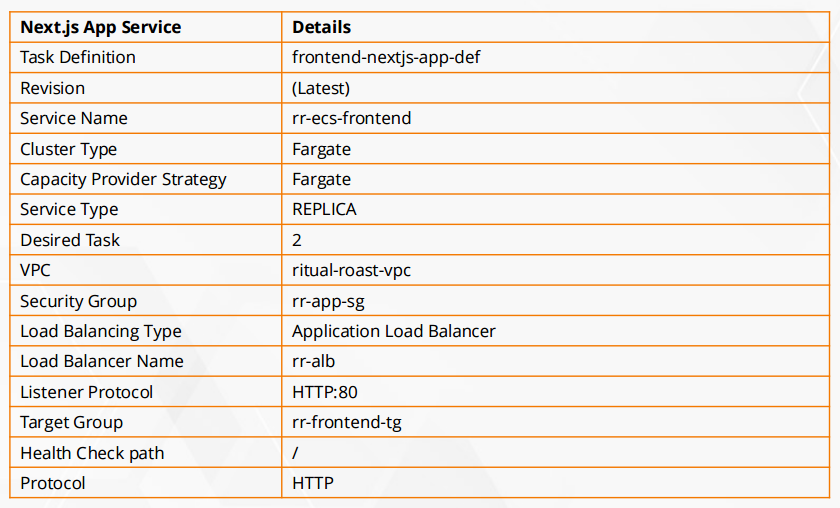 Next.js App Service Details
Task Definition frontend-nextjs-app-def
Revision (Latest)
Service Name rr-ecs-frontend
Cluster Type Fargate
Capacity Provider Strategy Fargate
Service Type REPLICA
Desired Task 2
VPC ritual-roast-vpc
Security Group rr-app-sg
Load Balancing Type Application Load Balancer
Load Balancer Name rr-alb
Listener Protocol HTTP:80
Target Group rr-frontend-tg
Health Check path /
Protocol HTTP